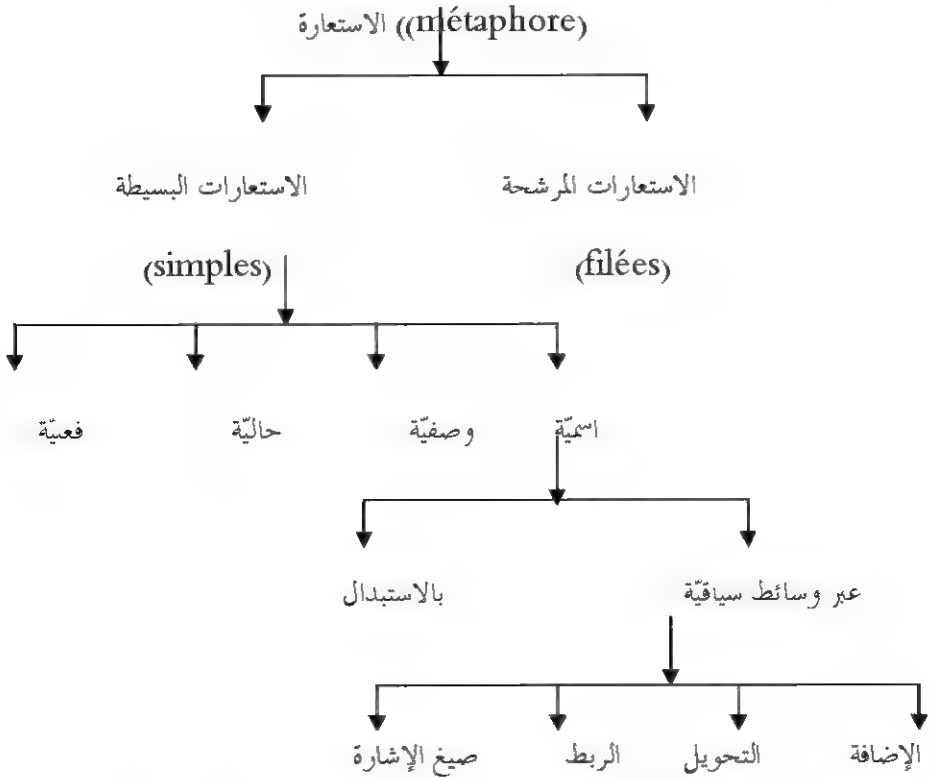 الاستعارة ((métaphore)
الاستعارات المرشحة الاستعارات البسيطة
(filées) (simples)
اسميّة وصفيّة حاليّة فعيّة
عبر وسائط سياقيّة بالاستبدال
الإضافة التحويل الربط صيغ الإشارة